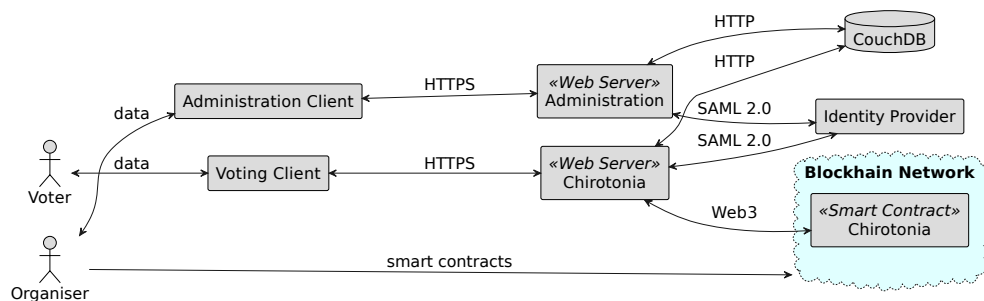 HTTP
CouchDB
HTTP
«Web Server»
Administration
HTTPS
Administration Client
data
SAML 2.0
Identity Provider
SAML 2.0
«Web Server»
Chirotonia
HTTPS
Voting Client
data
Voter
Blockhain Network
«Smart Contract»
Chirotonia
Web3
smart contracts
Organiser